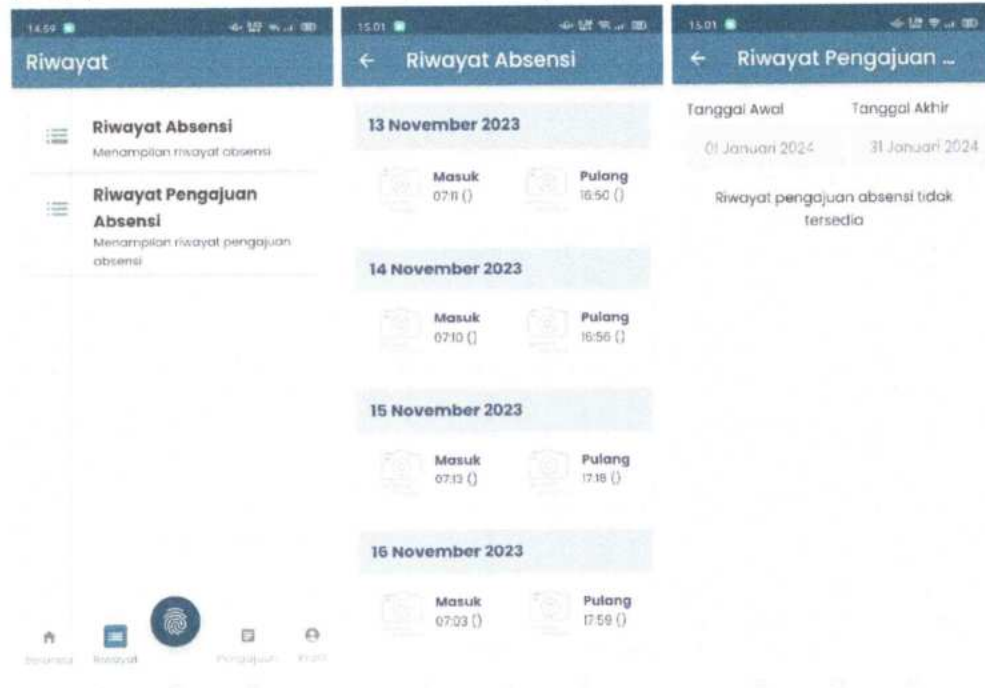 14.59
Riwayat
Riwayat Absensi
Menampilan riwayat absensi
Riwayat Pengajuan
Absensi
Menampilan riwayat pengajuan
absensi
Beranda
Riwayat
Pengajuan
Profil
15.01
← Riwayat Absensi
13 November 2023
Masuk
07:11 ()
Pulang
16:50 ()
14 November 2023
Masuk
07:10 ()
Pulang
16:56 ()
15 November 2023
Masuk
07:13 ()
Pulang
17:18 ()
16 November 2023
Masuk
07:03 ()
Pulang
17:59 ()
15.01
← Riwayat Pengajuan ...
Tanggal Awal
Tanggal Akhir
01 Januari 2024
31 Januari 2024
Riwayat pengajuan absensi tidak
tersedia